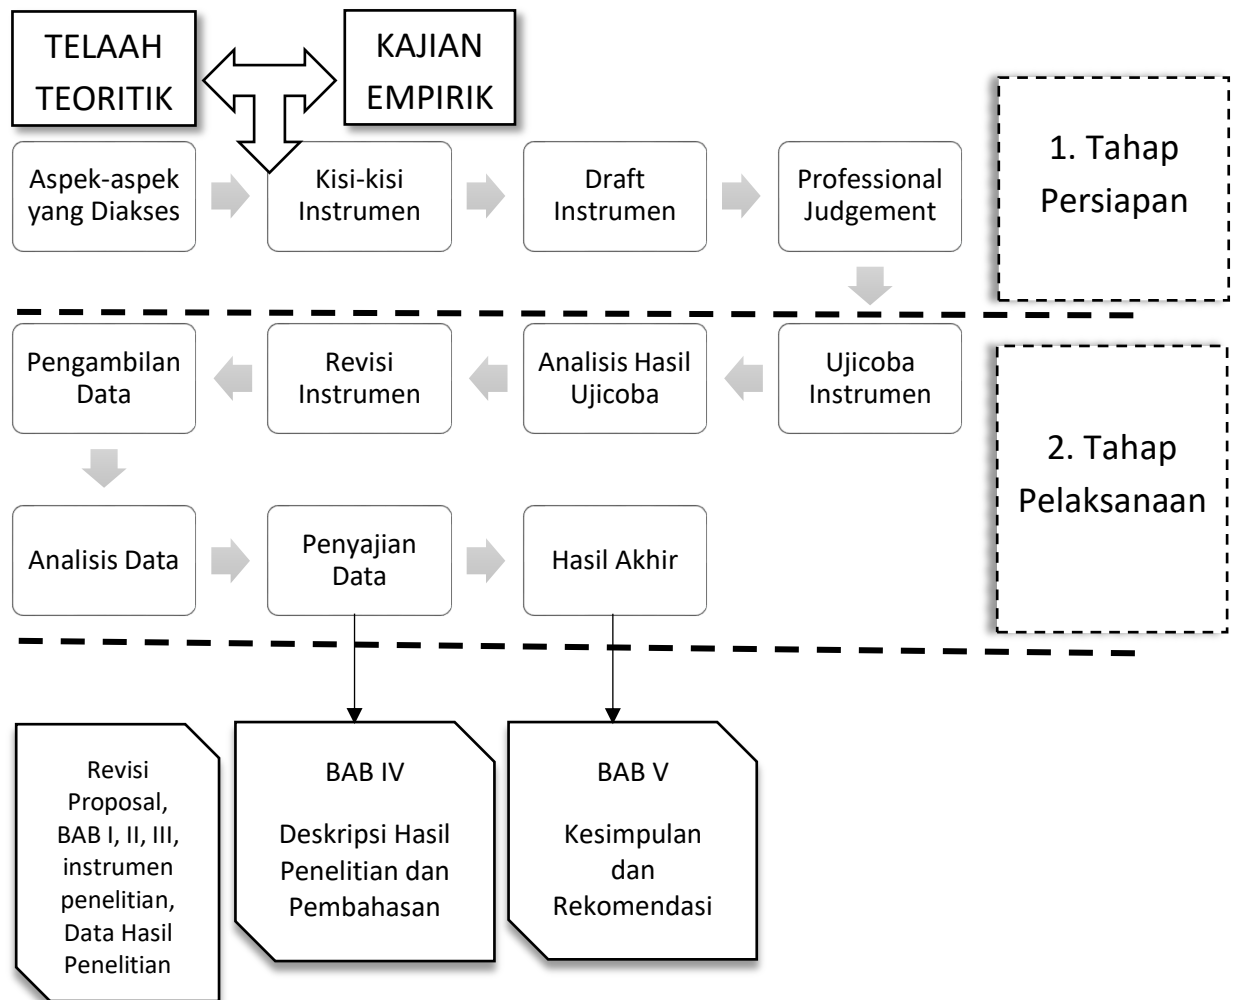 TELAAH
TEORITIK
KAJIAN
EMPIRIK
Aspek-aspek
yang Diakses
Kisi-kisi
Instrumen
Draft
Instrumen
Professional
Judgement
1. Tahap
Persiapan
Pengambilan
Data
Revisi
Instrumen
Analisis Hasil
Ujicoba
Ujicoba
Instrumen
2. Tahap
Pelaksanaan
Analisis Data
Penyajian
Data
Hasil Akhir
Revisi
Proposal,
BAB I, II, III,
instrumen
penelitian,
Data Hasil
Penelitian
BAB IV
Deskripsi Hasil
Penelitian dan
Pembahasan
BAB V
Kesimpulan
dan
Rekomendasi